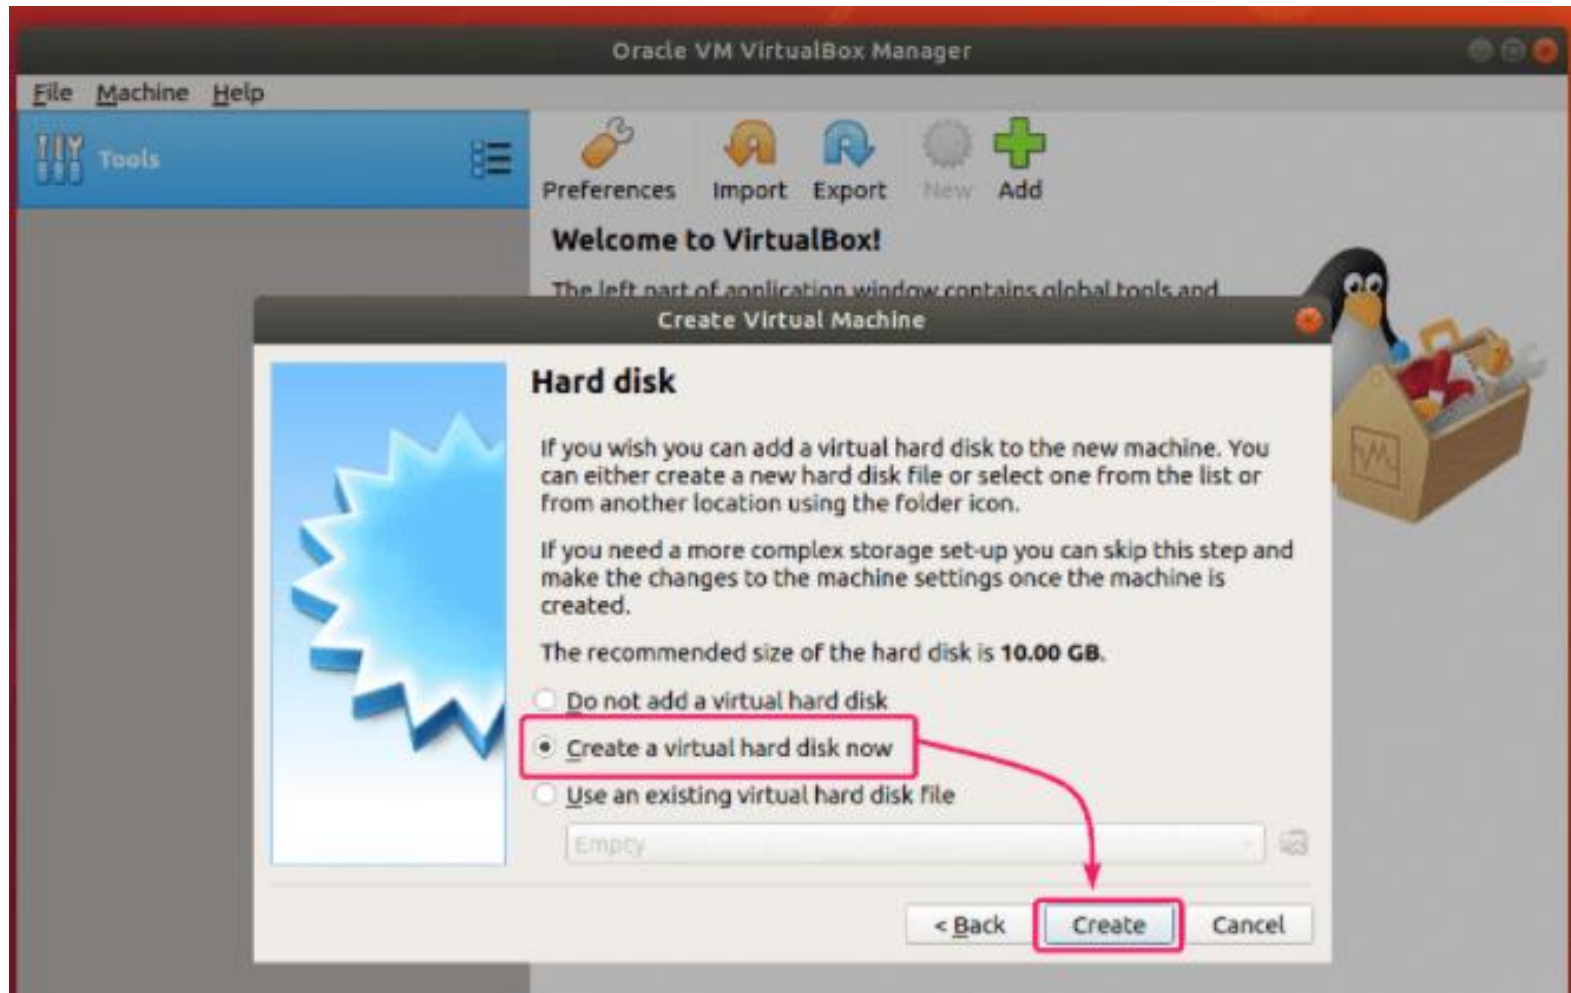 Oracle VM VirtualBox Manager
File Machine Help
Tools
Preferences Import Export New Add
Welcome to VirtualBox!
The left part of application window contains global tools and
Create Virtual Machine
Hard disk
If you wish you can add a virtual hard disk to the new machine. You
can either create a new hard disk file or select one from the list or
from another location using the folder icon.
If you need a more complex storage set-up you can skip this step and
make the changes to the machine settings once the machine is
created.
The recommended size of the hard disk is 10.00 GB.
Do not add a virtual hard disk
Create a virtual hard disk now
Use an existing virtual hard disk file
Empty
< Back Create Cancel